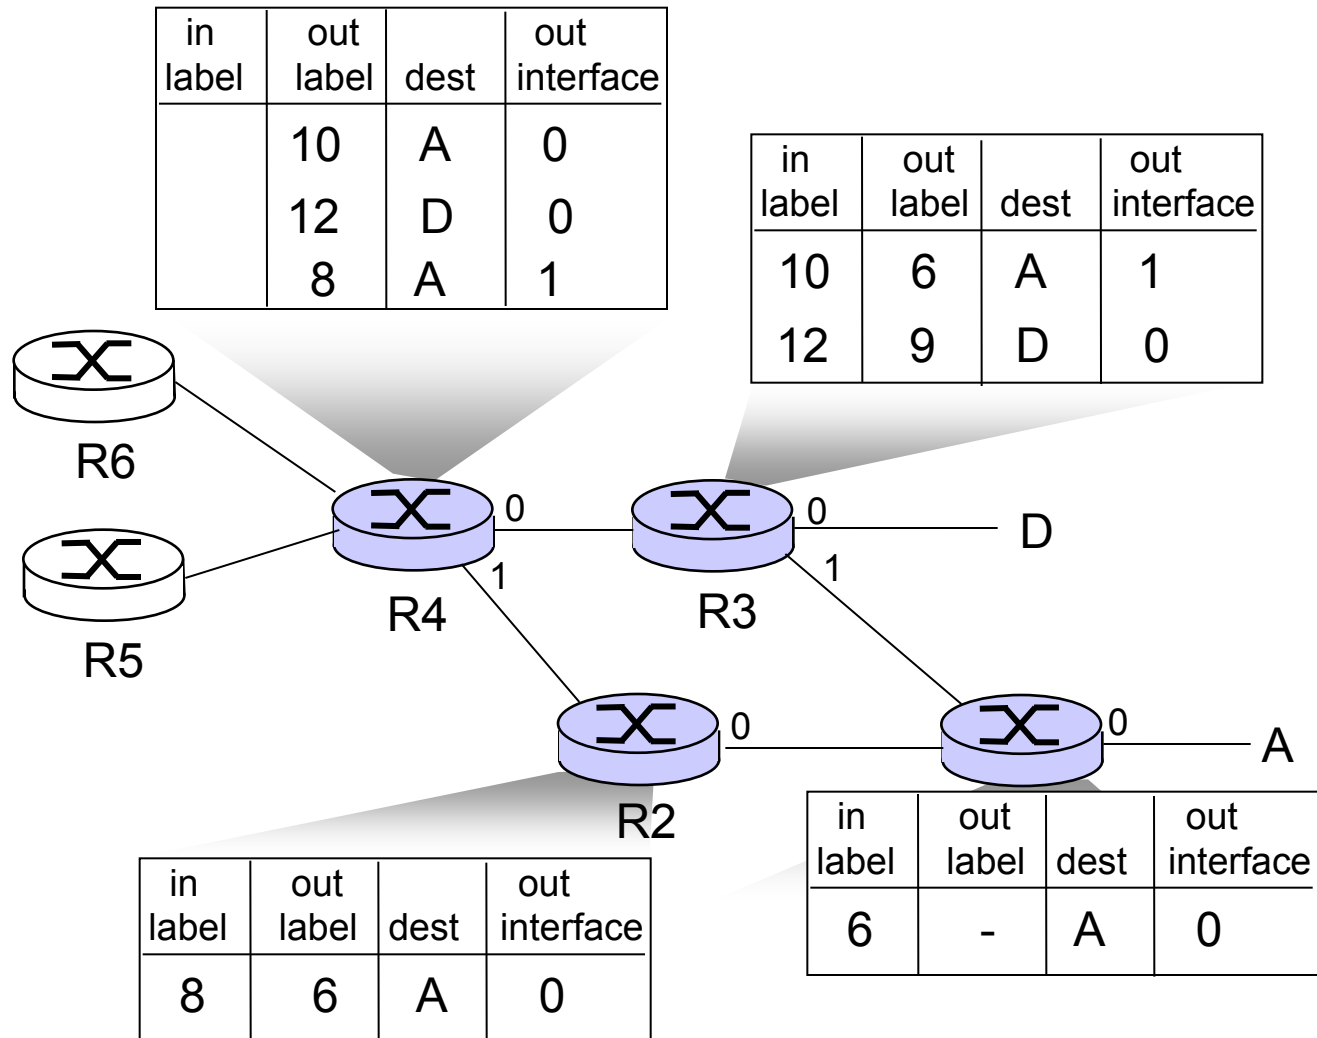 in out out
label label dest interface
10 A 0
12 D 0
8 A 1
in out out
label label dest interface
10 6 A 1
12 9 D 0
R6
0
0
D
1
1
R4
R3
R5
0
0
A
R2
in out out
label label dest interface
6 - A 0
in out out
label label dest interface
8 6 A 0